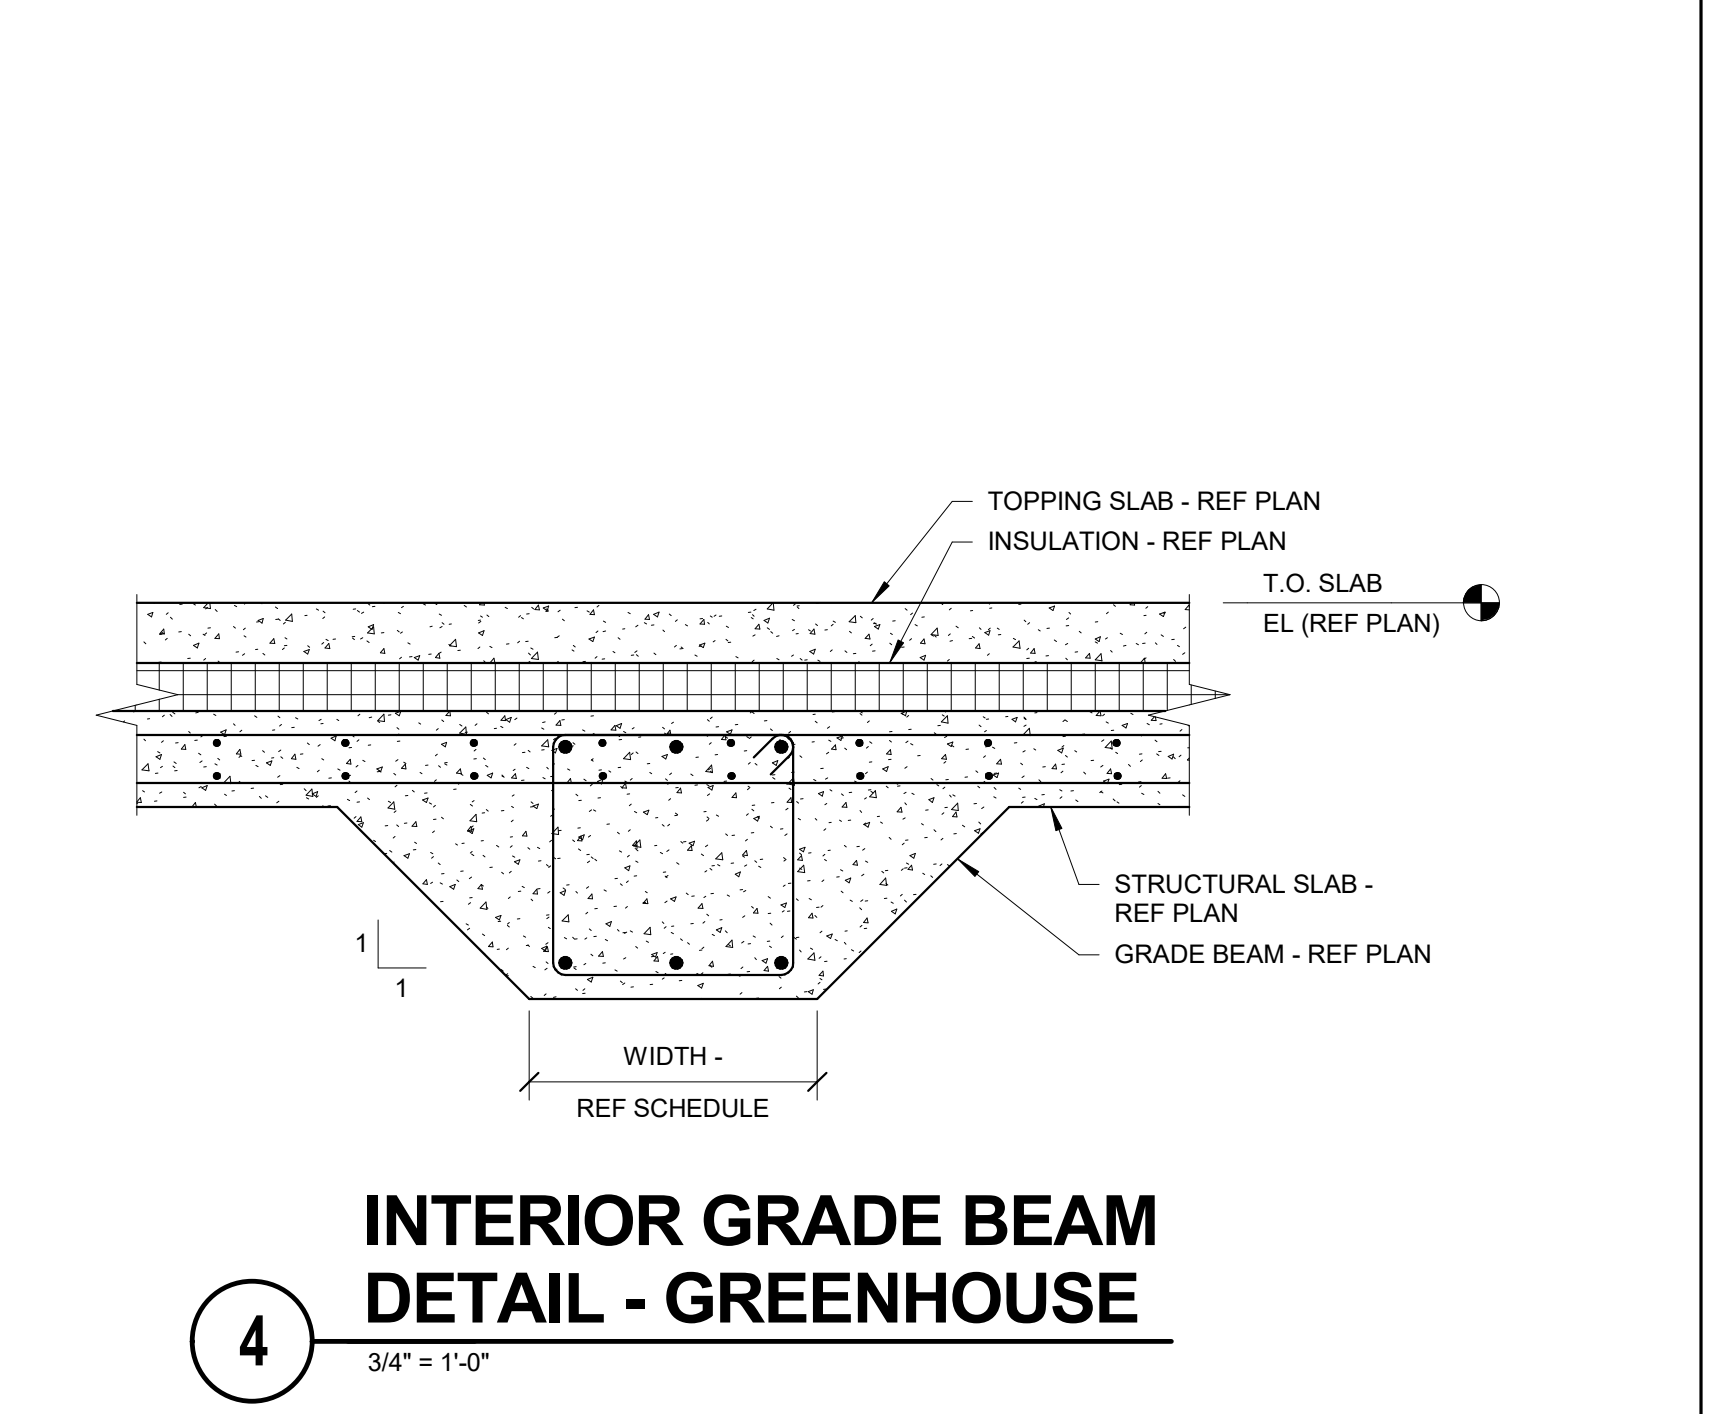 TOPPING SLAB - REF PLAN
INSULATION - REF PLAN
T.O. SLAB
EL (REF PLAN)
STRUCTURAL SLAB -
REF PLAN
GRADE BEAM - REF PLAN
1
1
WIDTH -
REF SCHEDULE
INTERIOR GRADE BEAM
DETAIL - GREENHOUSE
4
3/4" = 1'-0"